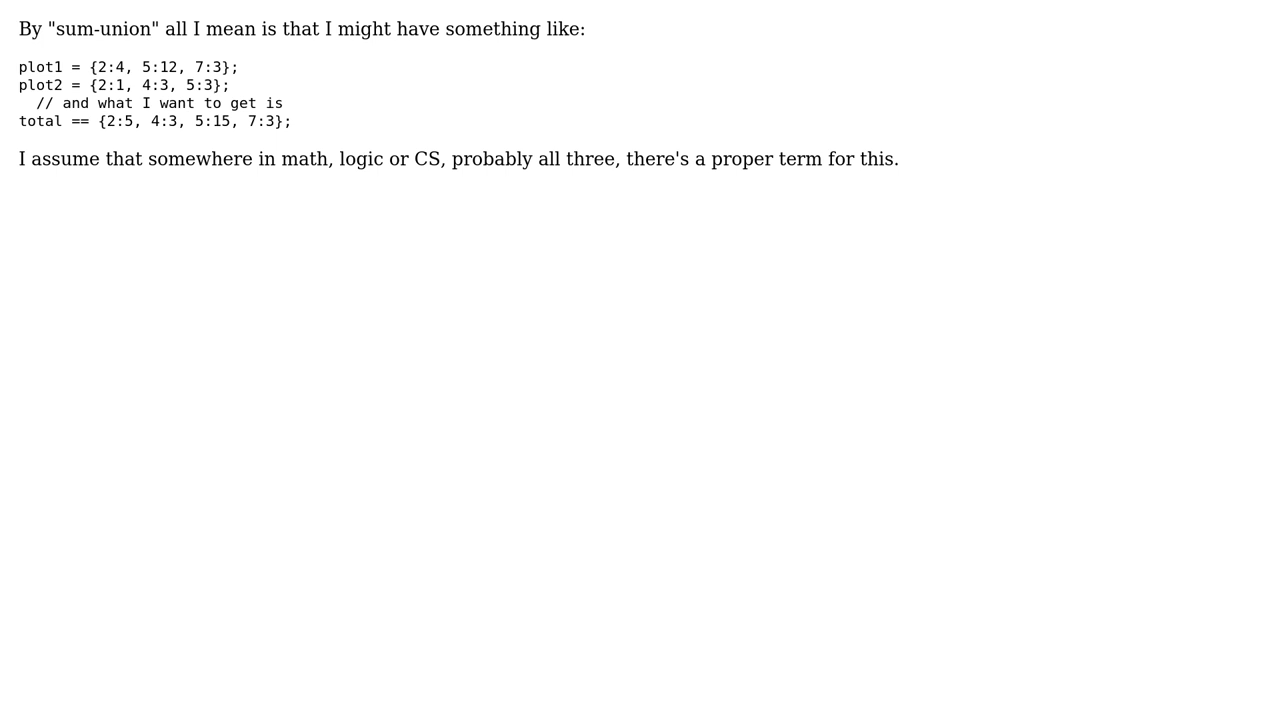 By "sum-union" all I mean is that I might have something like:
plot1 = {2:4, 5:12, 7:3};
plot2 = {2:1, 4:3, 5:3};
  // and what I want to get is
total == {2:5, 4:3, 5:15, 7:3};
I assume that somewhere in math, logic or CS, probably all three, there's a proper term for this.